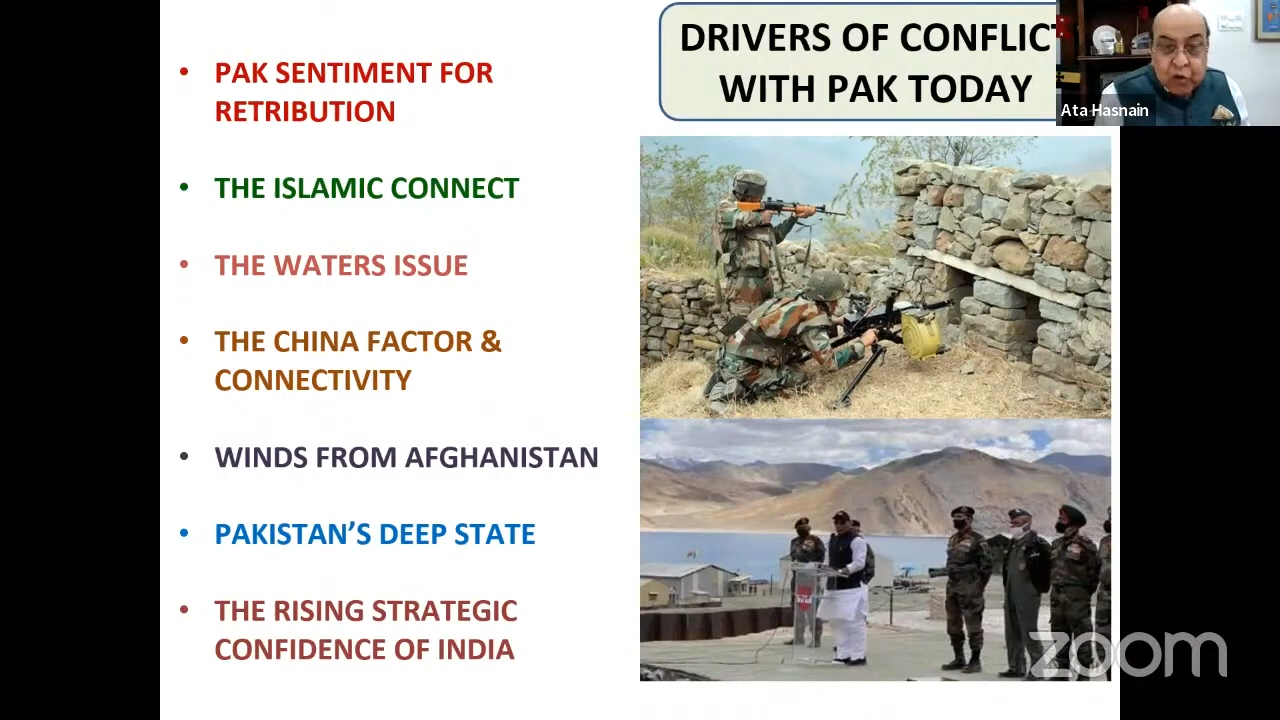 DRIVERS OF CONFLICT
WITH PAK TODAY
Ata Hasnain
• PAK SENTIMENT FOR
RETRIBUTION
• THE ISLAMIC CONNECT
• THE WATERS ISSUE
• THE CHINA FACTOR &
CONNECTIVITY
• WINDS FROM AFGHANISTAN
• PAKISTAN’S DEEP STATE
• THE RISING STRATEGIC
CONFIDENCE OF INDIA
zoom